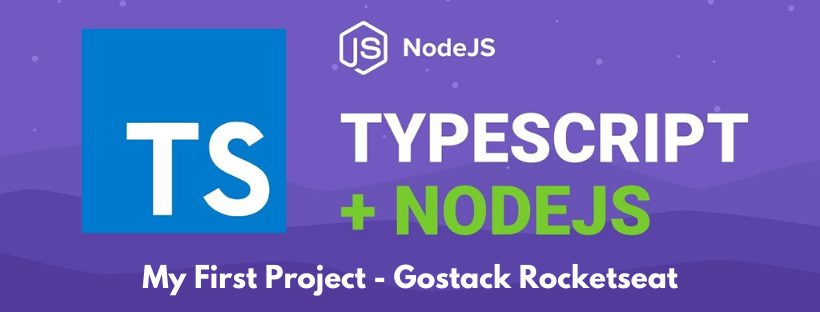 JS NodeJS
TS
TYPESCRIPT
+ NODEJS
My First Project - Gostack Rocketseat